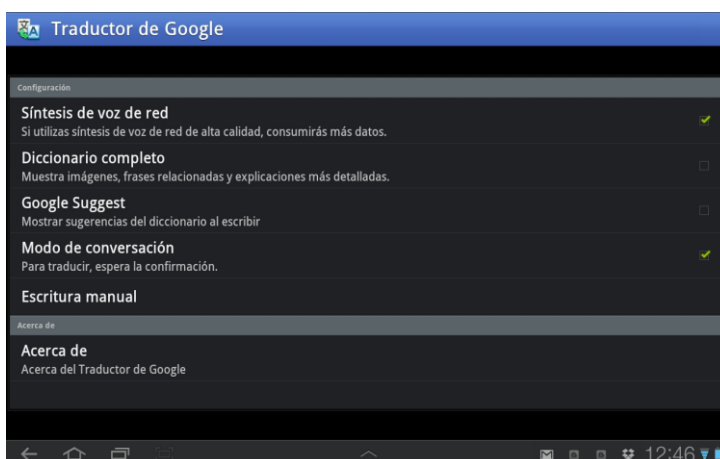 Traductor de Google
Configuración
Síntesis de voz de red
Si utilizas síntesis de voz de red de alta calidad, consumirás más datos.
Diccionario completo
Muestra imágenes, frases relacionadas y explicaciones más detalladas.
Google Suggest
Mostrar sugerencias del diccionario al escribir
Modo de conversación
Para traducir, espera la confirmación.
Escritura manual
Acerca de
Acerca de
Acerca del Traductor de Google
12:46